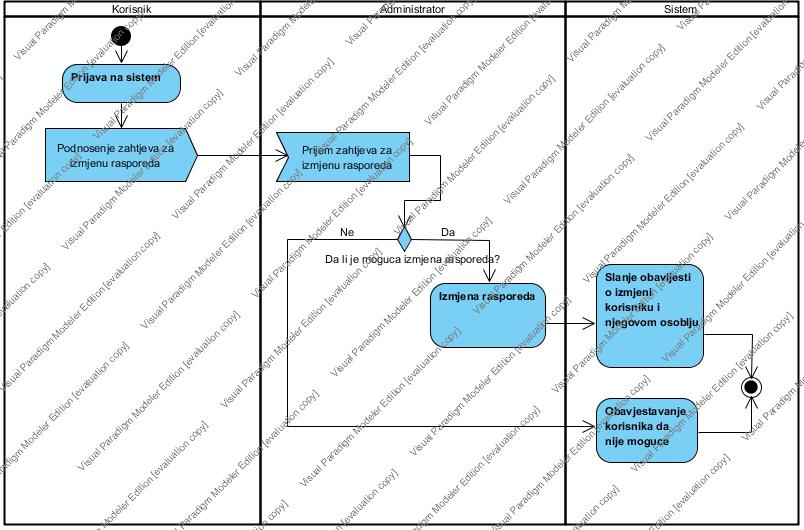 Korisnik
Administrator
Sistem
Prijava na sistem
Podnosenje zahtjeva za
izmjenu rasporeda
Prijem zahtjeva za
izmjenu rasporeda
Ne
Da
Da li je moguca izmjena rasporeda?
Izmjena rasporeda
Slanje obavijesti
o izmjeni
korisniku i
njegovom osoblju
Obavjestavanje
korisnika da
nije moguce
Visual Paradigm Modeler Edition [evaluation copy]